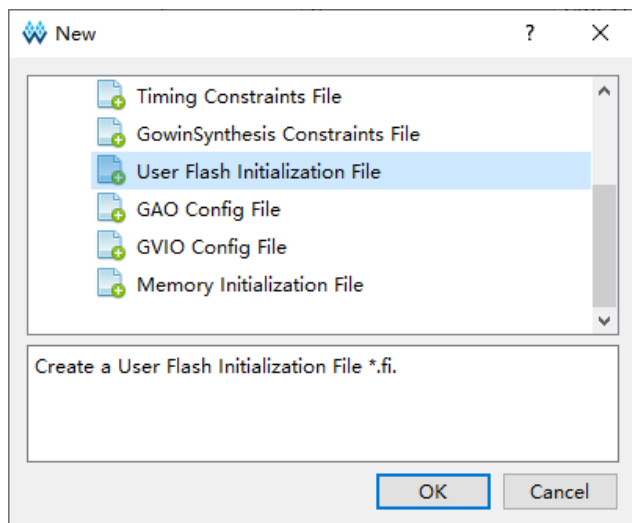 New
?
Timing Constraints File
GowinSynthesis Constraints File
User Flash Initialization File
GAO Config File
GVIO Config File
Memory Initialization File
Create a User Flash Initialization File *.fi.
OK
Cancel